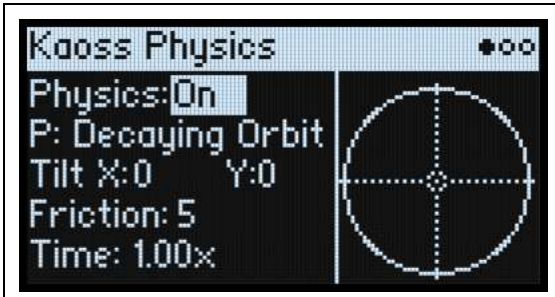 Kaoss Physics
Physics:On
P: Decaying Orbit
Tilt X:0 Y:0
Friction: 5
Time: 1.00x